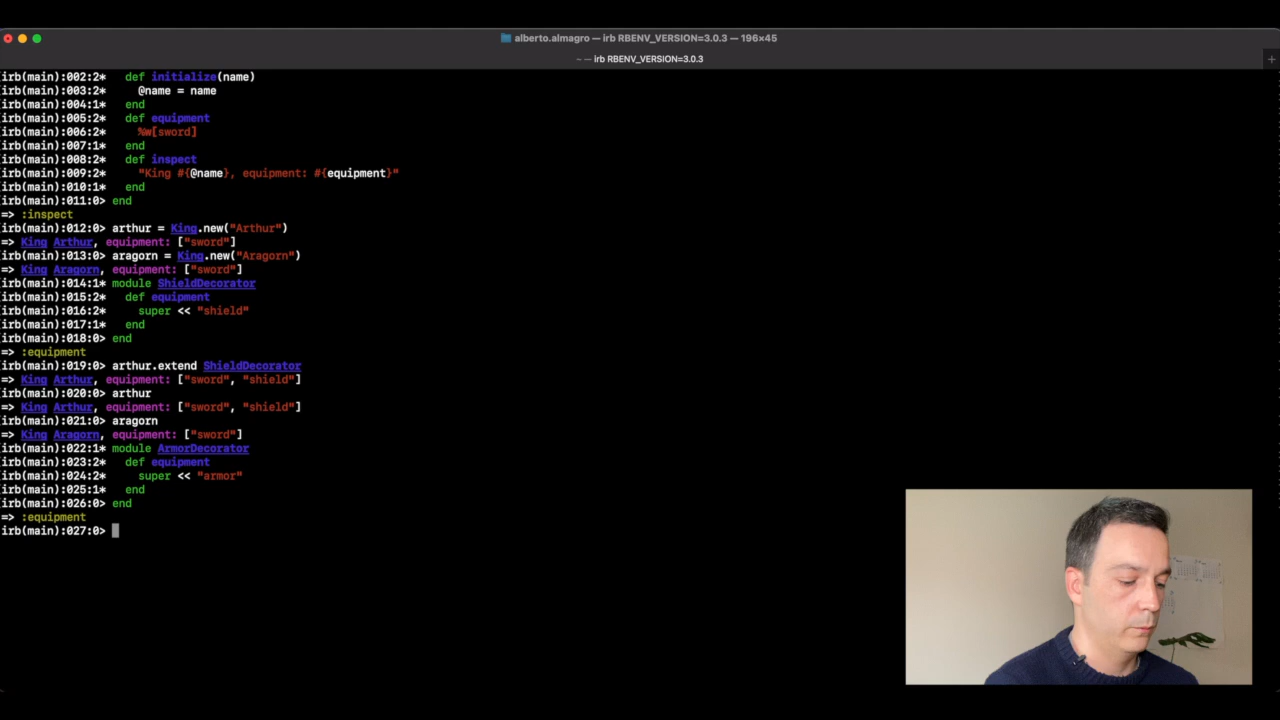 alberto.almagro — irb RBENV_VERSION=3.0.3 — 196×45
~ — irb RBENV_VERSION=3.0.3
irb(main):002:2*   def initialize(name)
irb(main):003:2*     @name = name
irb(main):004:1*   end
irb(main):005:2*   def equipment
irb(main):006:2*     %w[sword]
irb(main):007:1*   end
irb(main):008:2*   def inspect
irb(main):009:2*     "King #{@name}, equipment: #{equipment}"
irb(main):010:1*   end
irb(main):011:0> end
=> :inspect
irb(main):012:0> arthur = King.new("Arthur")
=> King Arthur, equipment: ["sword"]
irb(main):013:0> aragorn = King.new("Aragorn")
=> King Aragorn, equipment: ["sword"]
irb(main):014:1* module ShieldDecorator
irb(main):015:2*   def equipment
irb(main):016:2*     super << "shield"
irb(main):017:1*   end
irb(main):018:0> end
=> :equipment
irb(main):019:0> arthur.extend ShieldDecorator
=> King Arthur, equipment: ["sword", "shield"]
irb(main):020:0> arthur
=> King Arthur, equipment: ["sword", "shield"]
irb(main):021:0> aragorn
=> King Aragorn, equipment: ["sword"]
irb(main):022:1* module ArmorDecorator
irb(main):023:2*   def equipment
irb(main):024:2*     super << "armor"
irb(main):025:1*   end
irb(main):026:0> end
=> :equipment
irb(main):027:0>